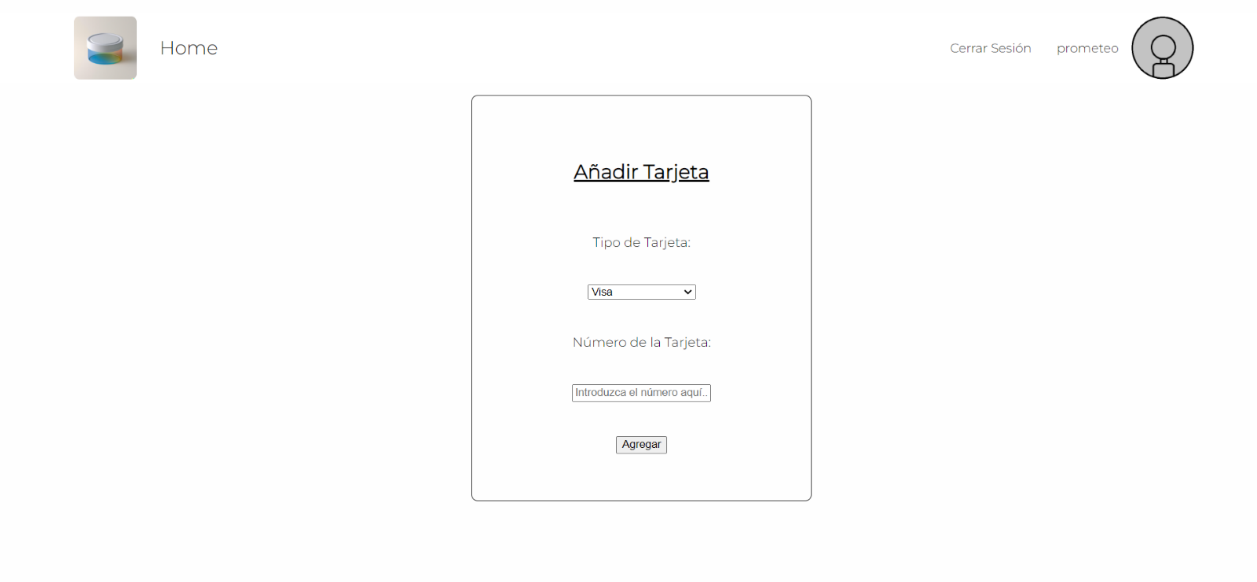 Home
Cerrar Sesión
prometeo
Añadir Tarjeta
Tipo de Tarjeta:
Visa
Número de la Tarjeta:
Introduzca el número aquí..
Agregar